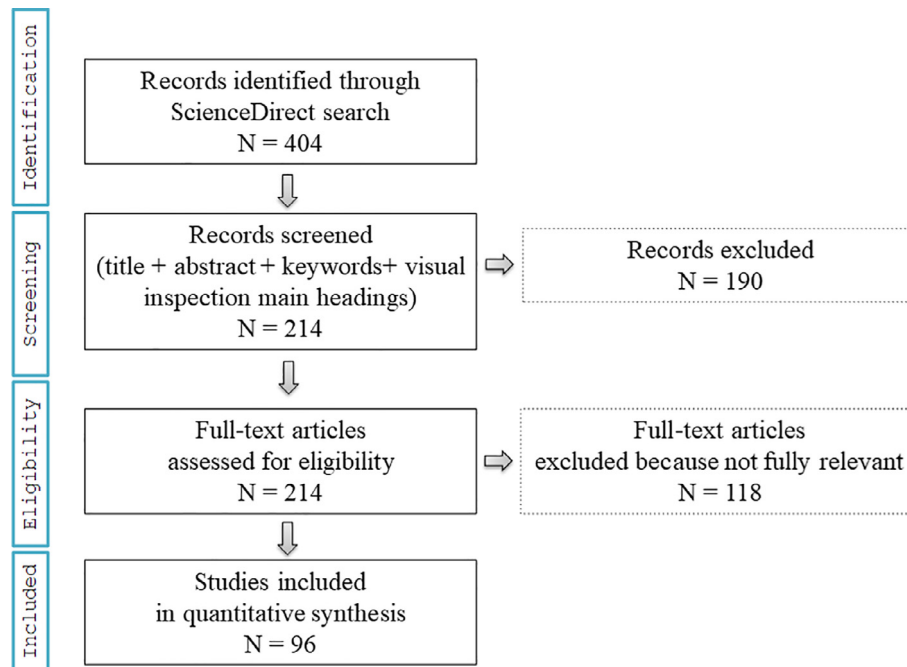 Identification
Records identified through
ScienceDirect search
N = 404
Screening
Records screened
(title + abstract + keywords+ visual
inspection main headings)
N = 214
Records excluded
N = 190
Eligibility
Full-text articles
assessed for eligibility
N = 214
Full-text articles
excluded because not fully relevant
N = 118
Included
Studies included
in quantitative synthesis
N = 96